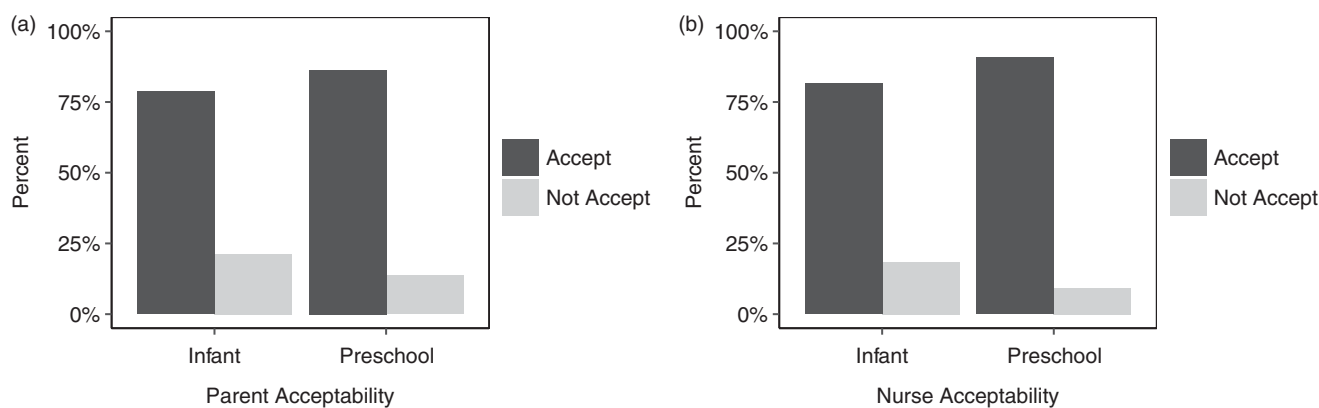 (a)
100%
75%
50%
25%
0%
Percent
Infant Preschool
Parent Acceptability
Accept
Not Accept
(b)
100%
75%
50%
25%
0%
Percent
Infant Preschool
Nurse Acceptability
Accept
Not Accept